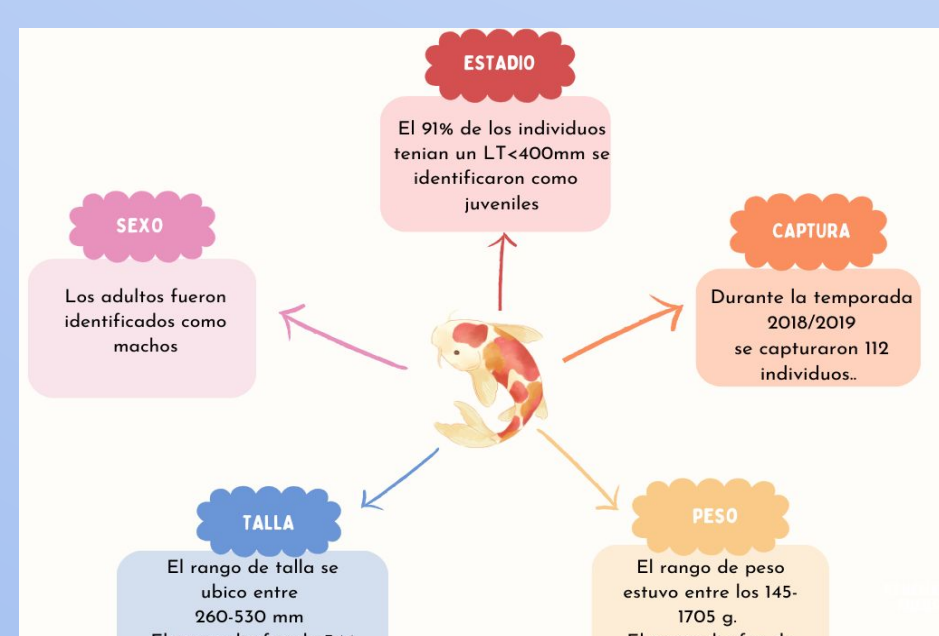 ESTADIO
El 91% de los individuos
tenian un LT<400mm se
identificaron como
juveniles
SEXO
Los adultos fueron
identificados como
machos
CAPTURA
Durante la temporada
2018/2019
se capturaron 112
individuos..
TALLA
El rango de talla se
ubico entre
260-530 mm
PESO
El rango de peso
estuvo entre los 145-
1705 g.